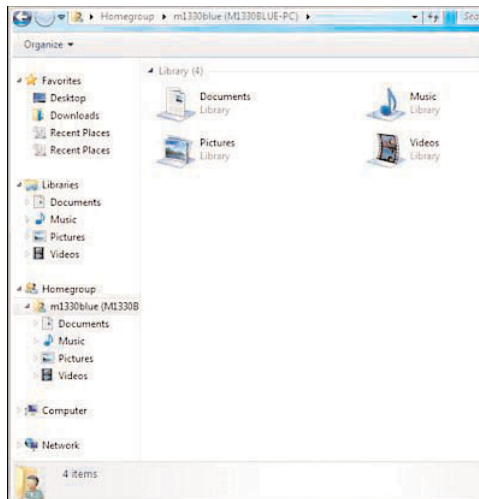 Homegroup m1330blue (M1330BLUE-PC)
Organize
Favorites
Desktop
Downloads
Recent Places
Recent Places
Libraries
Documents
Music
Pictures
Videos
Homegroup
m1330blue (M1330B
Documents
Music
Pictures
Videos
Computer
Network
Library (4)
Documents
Library
Music
Library
Pictures
Library
Videos
Library
4 items